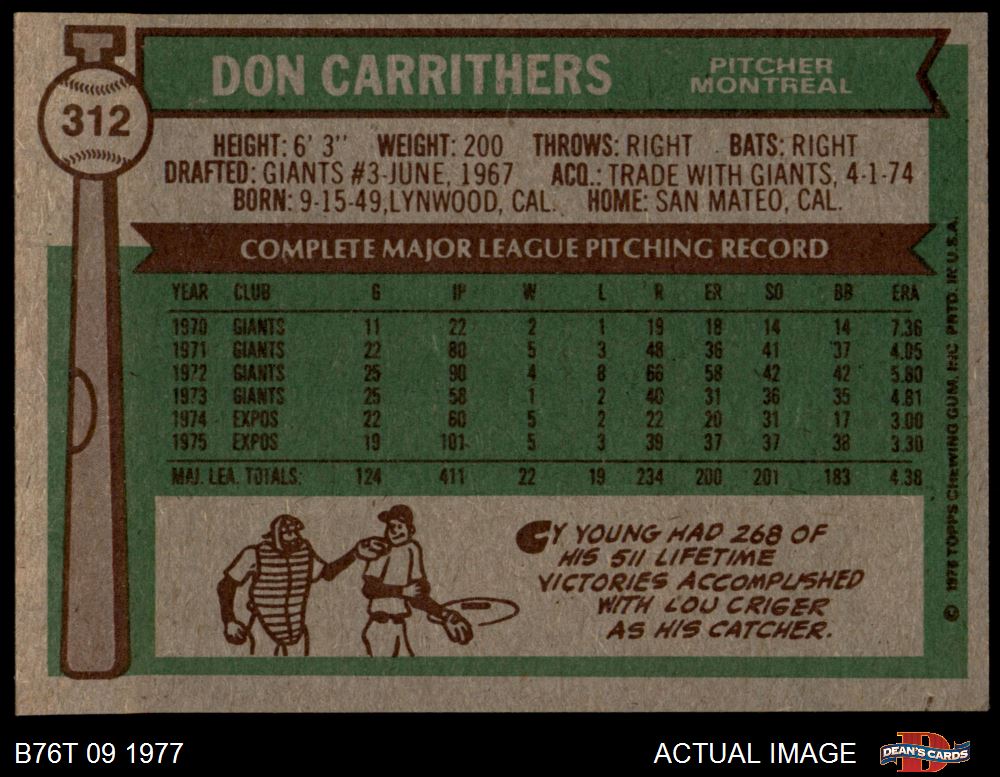 312
DON CARRITHERS
PITCHER
MONTREAL
HEIGHT: 6' 3" WEIGHT: 200 THROWS: RIGHT BATS: RIGHT
DRAFTED: GIANTS #3-JUNE, 1967 ACQ.: TRADE WITH GIANTS, 4-1-74
BORN: 9-15-49, LYNWOOD, CAL. HOME: SAN MATEO, CAL.
COMPLETE MAJOR LEAGUE PITCHING RECORD
YEAR CLUB G IP W L R ER SO BB ERA
1970 GIANTS 11 22 2 1 19 18 14 14 7.36
1971 GIANTS 22 80 5 3 48 36 41 37 4.05
1972 GIANTS 25 90 4 8 66 58 42 42 5.80
1973 GIANTS 25 58 1 2 40 31 36 35 4.81
1974 EXPOS 22 60 5 2 22 20 31 17 3.00
1975 EXPOS 19 101 5 3 39 37 37 38 3.30
MAJ. LEA. TOTALS: 124 411 22 19 234 200 201 183 4.38
CY YOUNG HAD 268 OF
HIS 511 LIFETIME
VICTORIES ACCOMPLISHED
WITH LOU CRIGER
AS HIS CATCHER.
© 1976 TOPPS CHEWING GUM, INC PRTD. IN U.S.A.
B76T 09 1977
ACTUAL IMAGE
DEAN'S CARDS